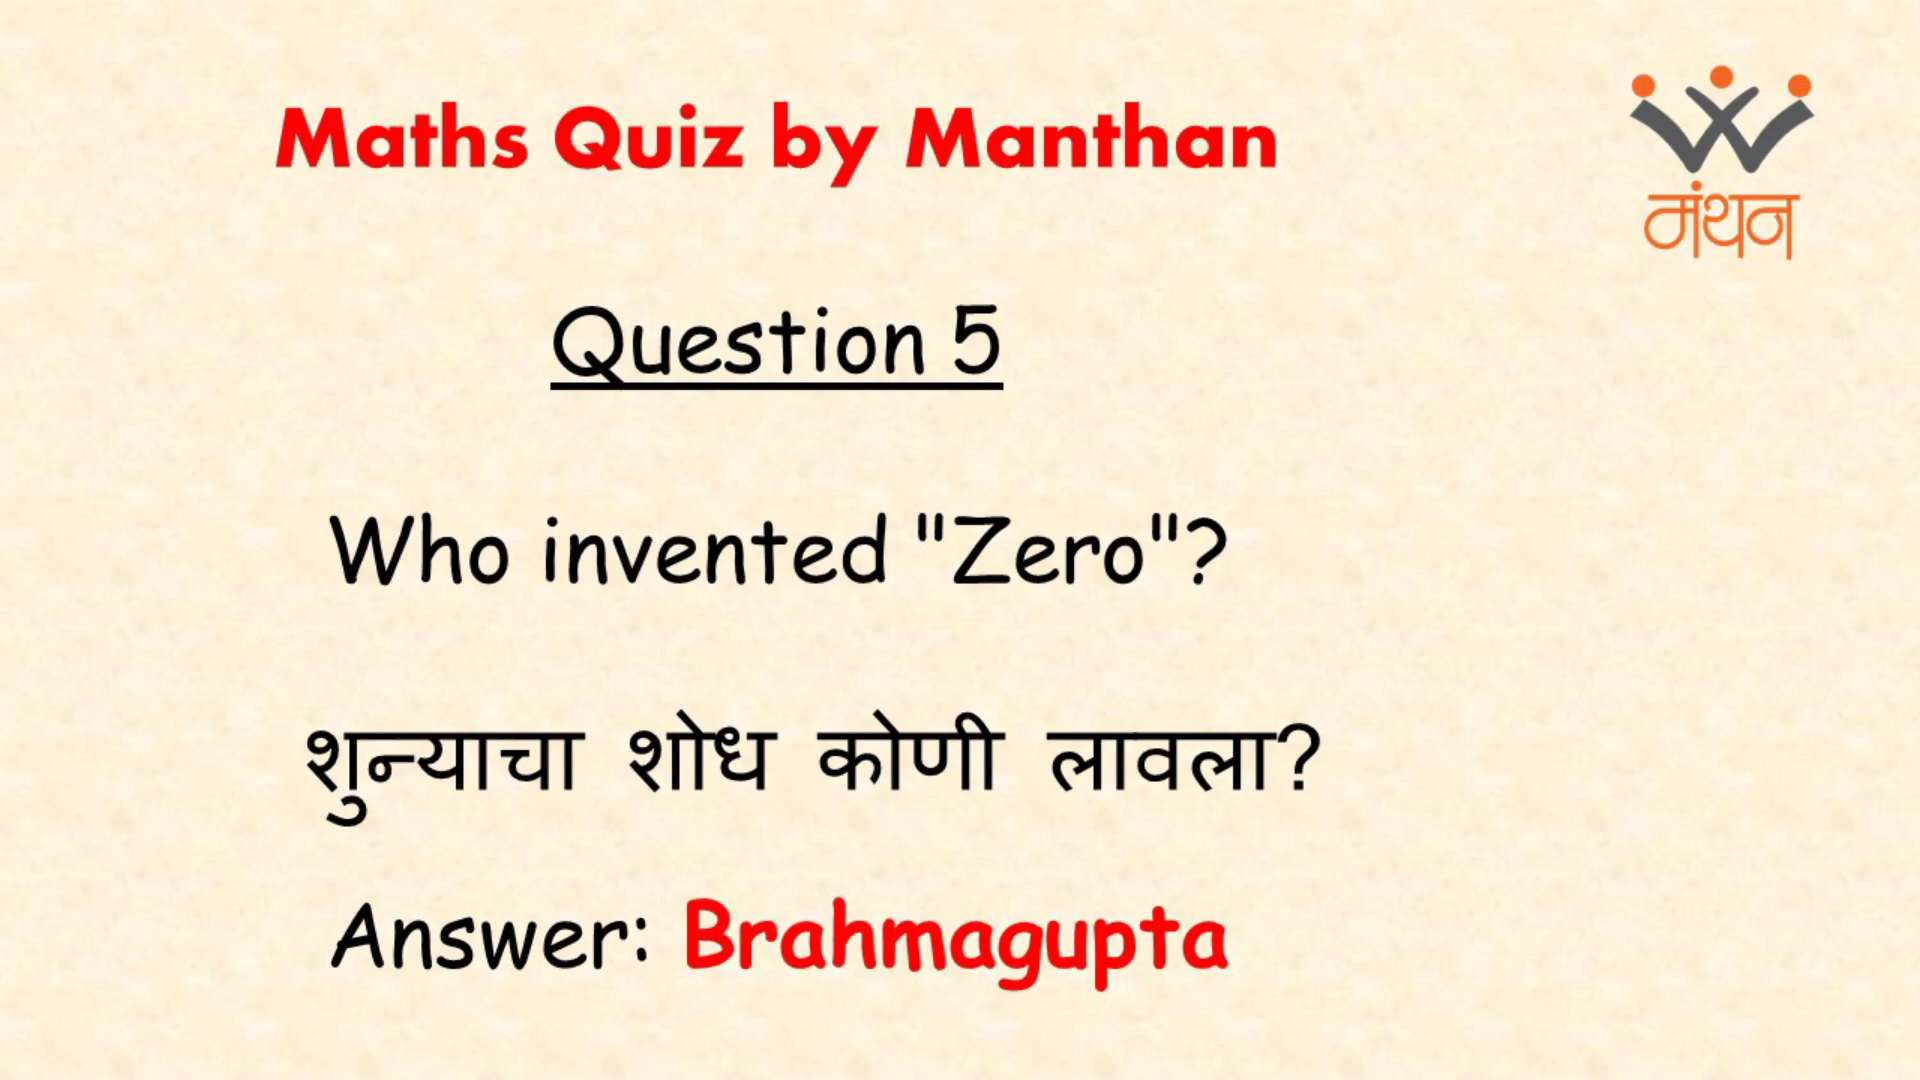 Maths Quiz by Manthan
मंथन
Question 5
Who invented "Zero"?
शुन्याचा शोध कोणी लावला?
Answer: Brahmagupta